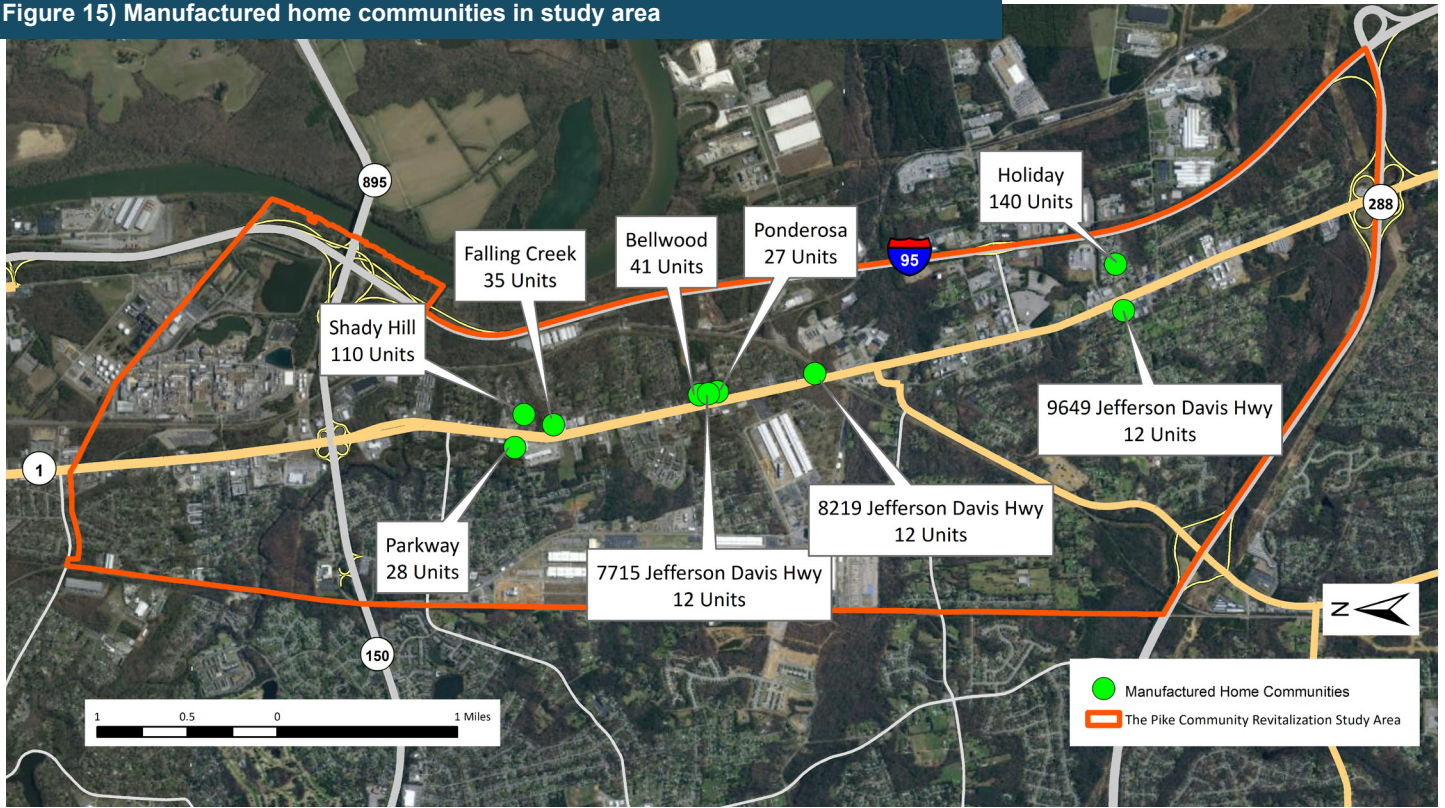 Figure 15) Manufactured home communities in study area
895
Holiday
140 Units
288
Ponderosa
27 Units
Bellwood
41 Units
Falling Creek
35 Units
95
Shady Hill
110 Units
9649 Jefferson Davis Hwy
12 Units
1
8219 Jefferson Davis Hwy
12 Units
Parkway
28 Units
7715 Jefferson Davis Hwy
12 Units
N
150
Manufactured Home Communities
The Pike Community Revitalization Study Area
1 0.5 0 1 Miles